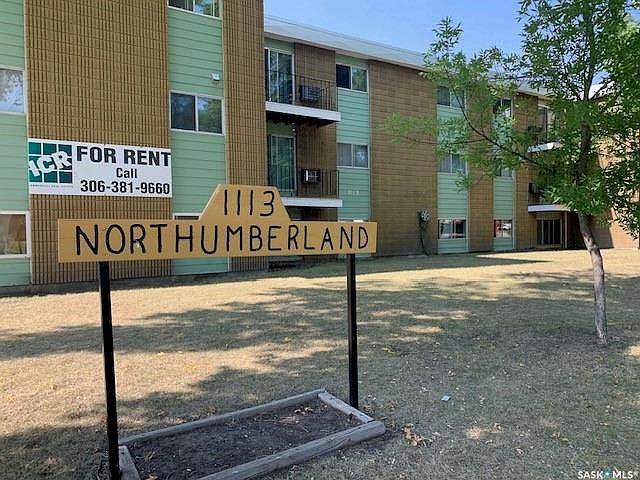 ICR
FOR RENT
Call
306-381-9660
1113
NORTHUMBERLAND
SASK MLS®